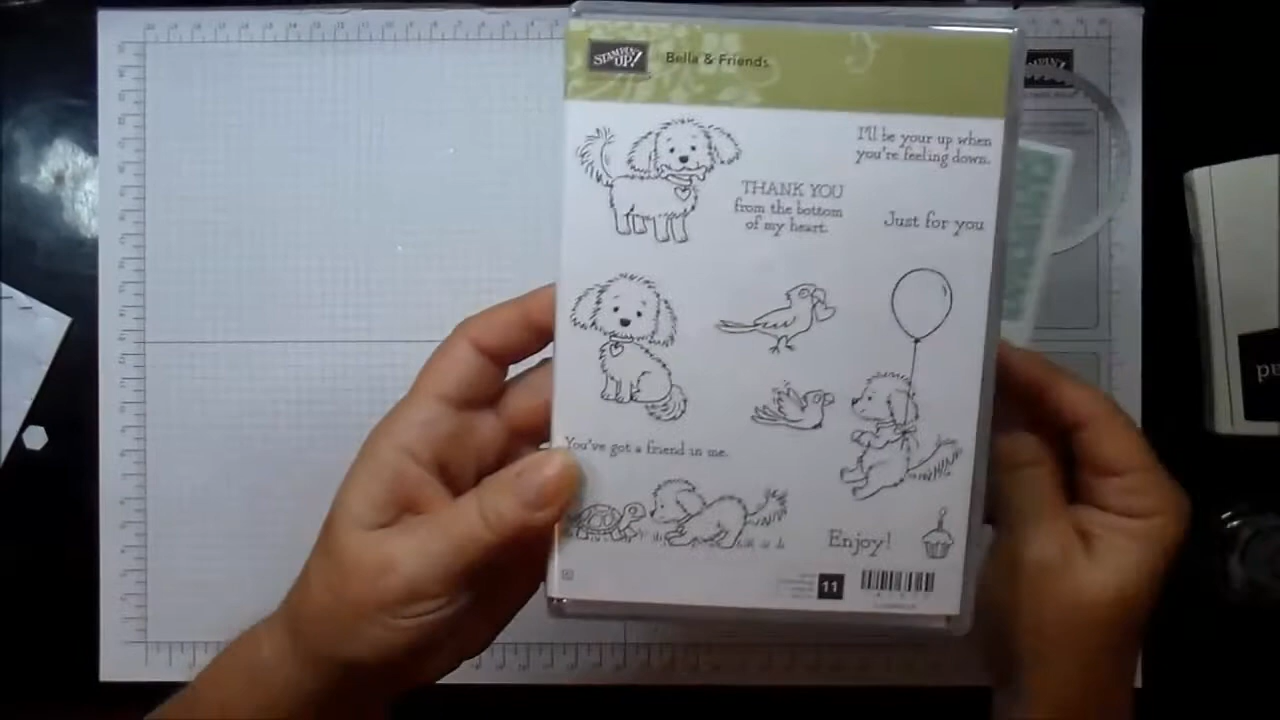 STAMPIN' UP!
Bella & Friends
I'll be your up when
you're feeling down.
THANK YOU
from the bottom
of my heart.
Just for you
You've got a friend in me.
Enjoy!
11